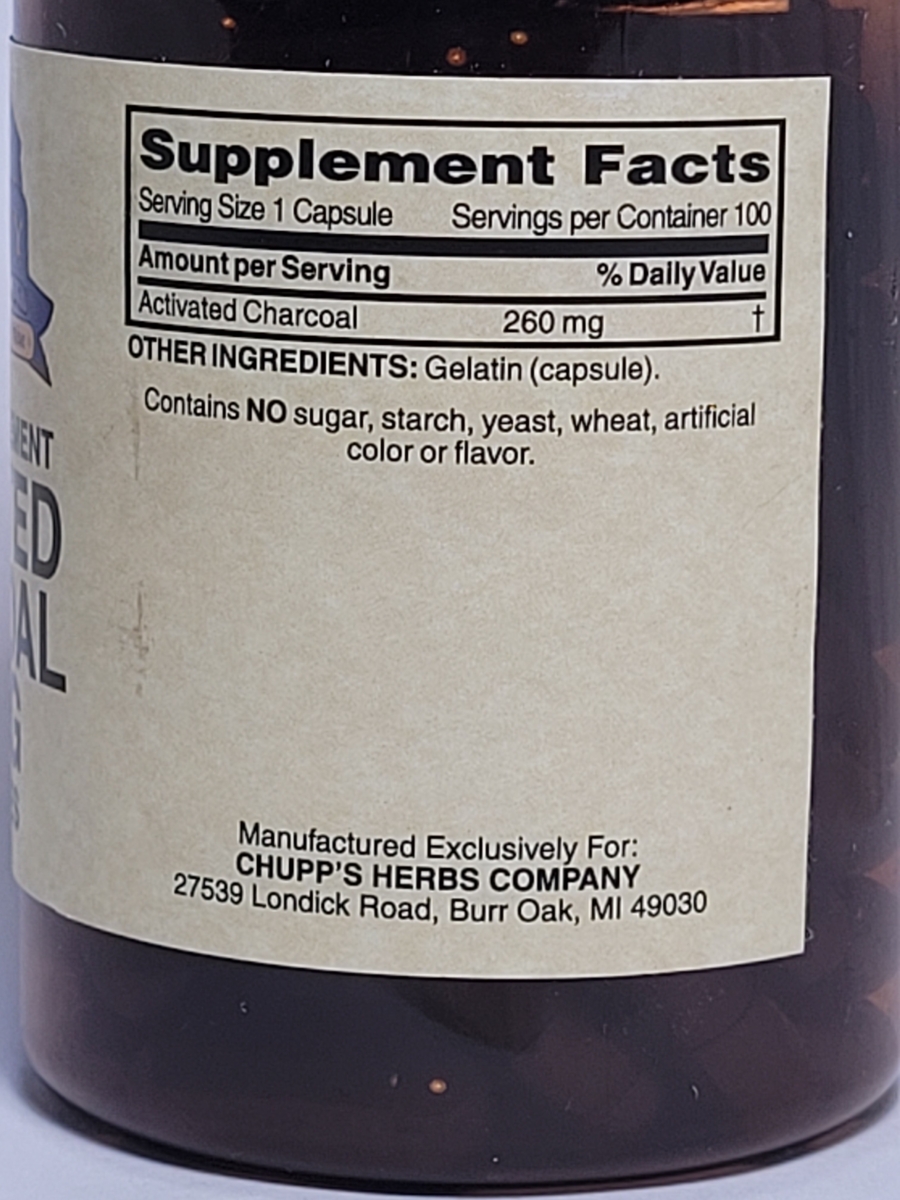 Supplement Facts
Serving Size 1 Capsule Servings per Container 100
Amount per Serving % Daily Value
Activated Charcoal 260 mg †
OTHER INGREDIENTS: Gelatin (capsule).
Contains NO sugar, starch, yeast, wheat, artificial
color or flavor.
Manufactured Exclusively For:
CHUPP'S HERBS COMPANY
27539 Londick Road, Burr Oak, MI 49030